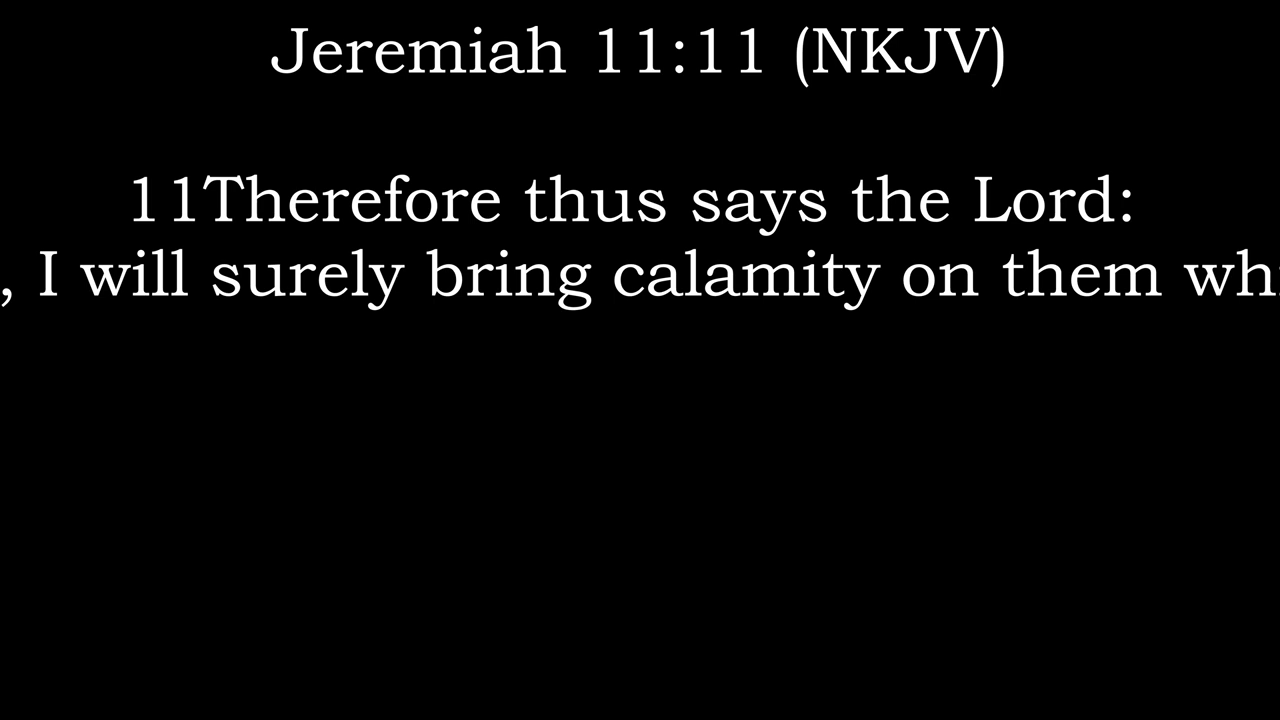 Jeremiah 11:11 (NKJV)
11Therefore thus says the Lord:
, I will surely bring calamity on them